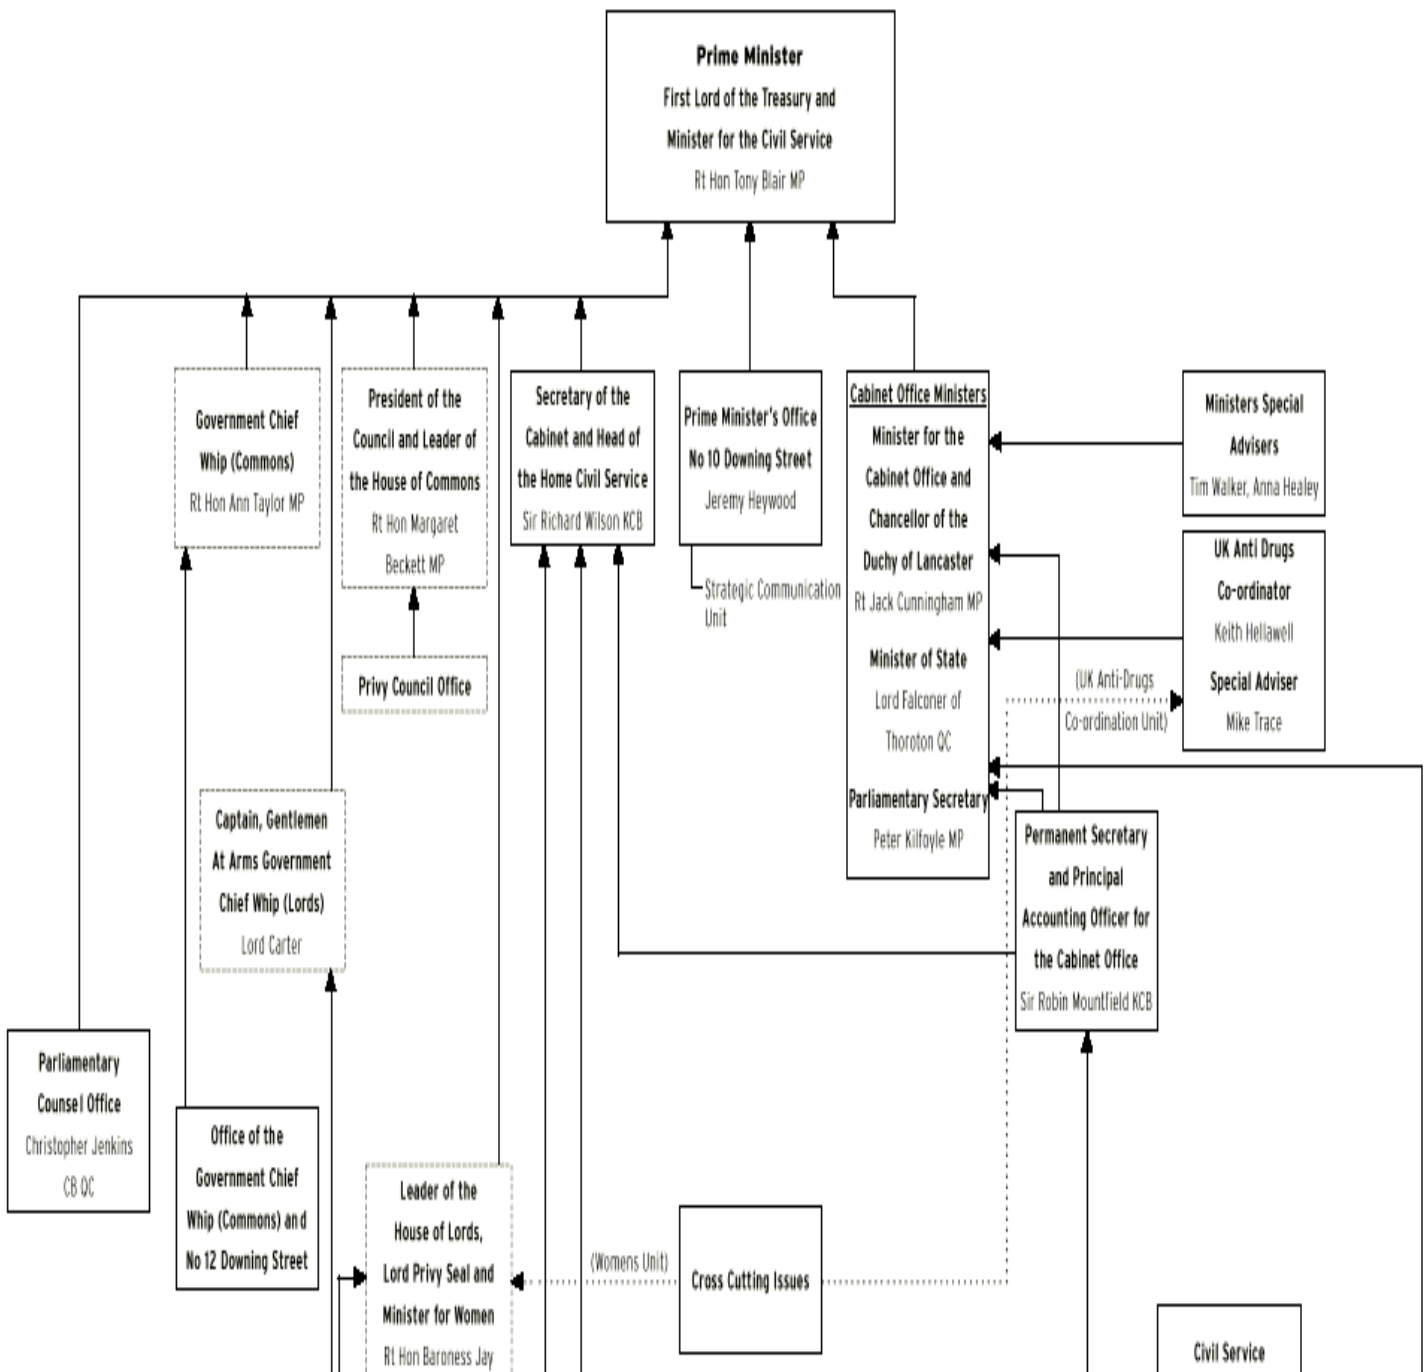 Prime Minister
First Lord of the Treasury and
Minister for the Civil Service
Rt Hon Tony Blair MP
Government Chief
Whip (Commons)
Rt Hon Ann Taylor MP
President of the
Council and Leader of
the House of Commons
Rt Hon Margaret
Beckett MP
Secretary of the
Cabinet and Head of
the Home Civil Service
Sir Richard Wilson KCB
Prime Minister's Office
No 10 Downing Street
Jeremy Heywood
Strategic Communication
Unit
Cabinet Office Ministers
Minister for the
Cabinet Office and
Chancellor of the
Duchy of Lancaster
Rt Jack Cunningham MP
Minister of State
Lord Falconer of
Thoroton QC
Parliamentary Secretary
Peter Kilfoyle MP
Ministers Special
Advisers
Tim Walker, Anna Healey
UK Anti Drugs
Co-ordinator
Keith Hellawell
Special Adviser
Mike Trace
(UK Anti-Drugs
Co-ordination Unit)
Privy Council Office
Captain, Gentlemen
At Arms Government
Chief Whip (Lords)
Lord Carter
Permanent Secretary
and Principal
Accounting Officer for
the Cabinet Office
Sir Robin Mountfield KCB
Parliamentary
Counsel Office
Christopher Jenkins
CB QC
Office of the
Government Chief
Whip (Commons) and
No 12 Downing Street
Leader of the
House of Lords,
Lord Privy Seal and
Minister for Women
Rt Hon Baroness Jay
(Womens Unit)
Cross Cutting Issues
Civil Service